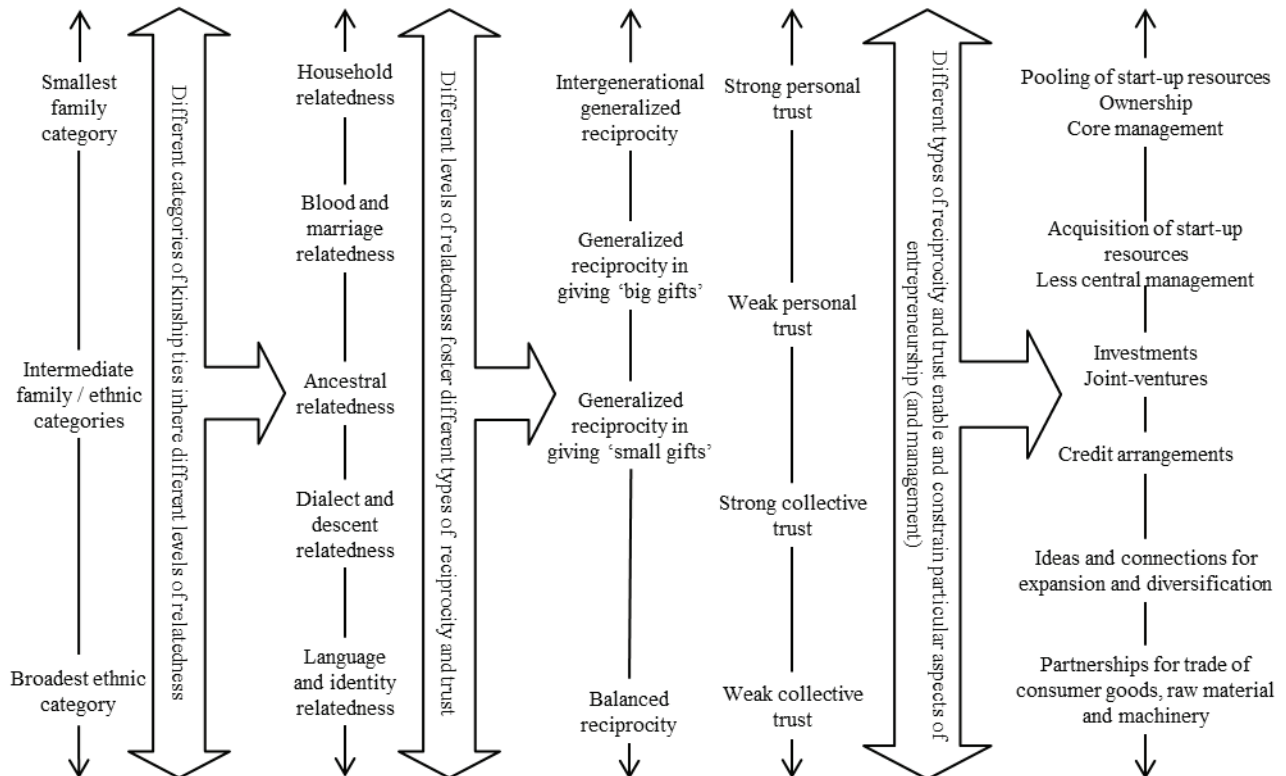 Smallest
family
category
Intermediate
family / ethnic
categories
Broadest ethnic
category
Different categories of kinship ties inhere different levels of relatedness
Household
relatedness
Blood and
marriage
relatedness
Ancestral
relatedness
Dialect and
descent
relatedness
Language
and identity
relatedness
Different levels of relatedness foster different types of reciprocity and trust
Intergenerational
generalized
reciprocity
Generalized
reciprocity in
giving ‘big gifts’
Generalized
reciprocity in
giving ‘small gifts’
Balanced
reciprocity
Strong personal
trust
Weak personal
trust
Strong collective
trust
Weak collective
trust
Different types of reciprocity and trust enable and constrain particular aspects of
entrepreneurship (and management)
Pooling of start-up resources
Ownership
Core management
Acquisition of start-up
resources
Less central management
Investments
Joint-ventures
Credit arrangements
Ideas and connections for
expansion and diversification
Partnerships for trade of
consumer goods, raw material
and machinery